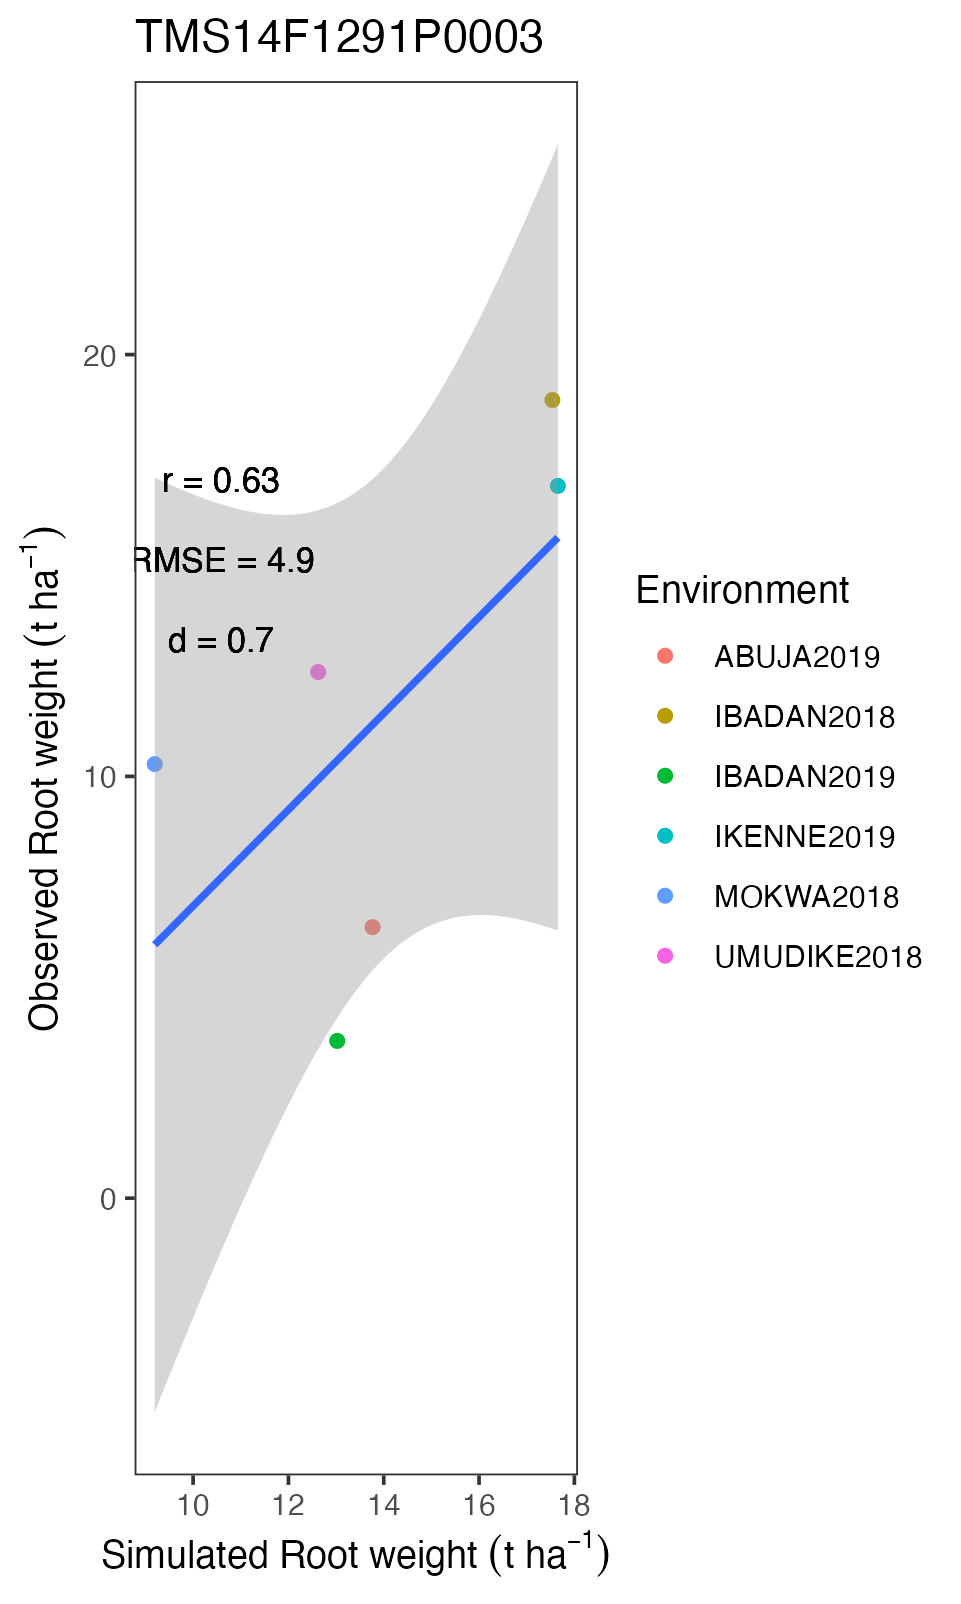 TMS14F1291P0003
20
10
0
r = 0.63
RMSE = 4.9
d = 0.7
Observed Root weight (t ha⁻¹)
10 12 14 16 18
Simulated Root weight (t ha⁻¹)
Environment
ABUJA2019
IBADAN2018
IBADAN2019
IKENNE2019
MOKWA2018
UMUDIKE2018